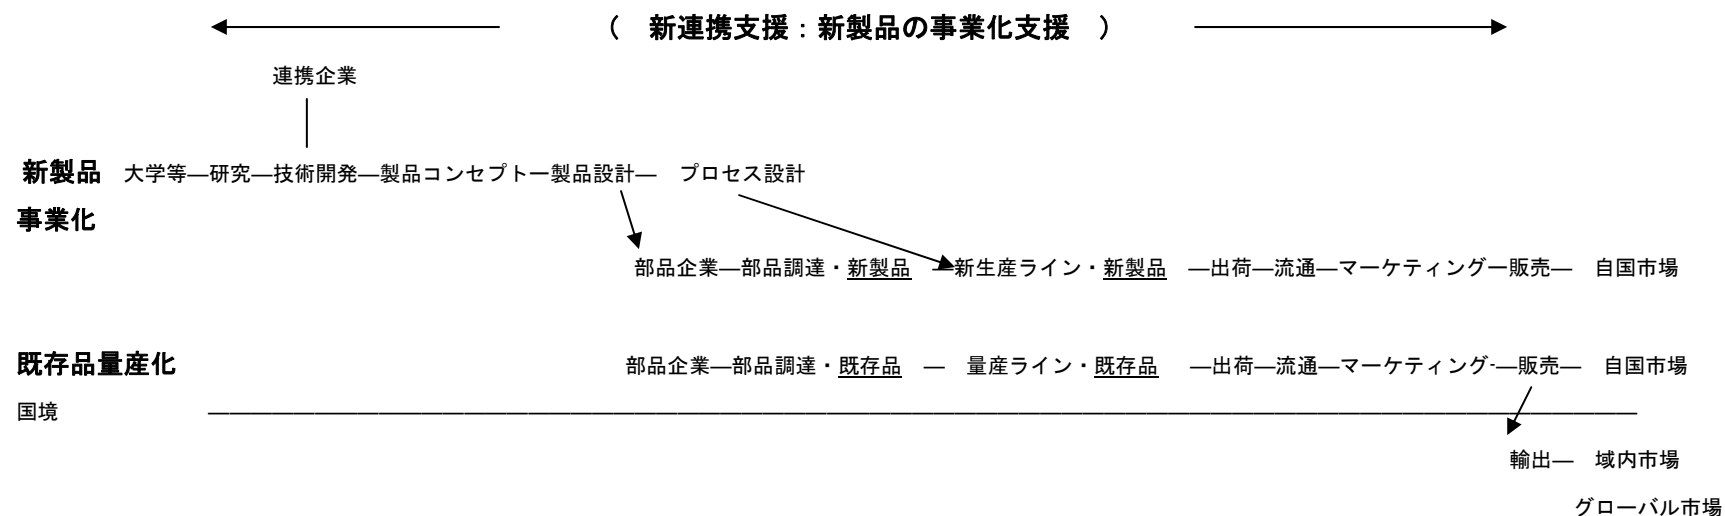 （　新連携支援：新製品の事業化支援　）
連携企業
新製品　大学等―研究―技術開発―製品コンセプトー製品設計―　プロセス設計
事業化
部品企業―部品調達・新製品　―新生産ライン・新製品　―出荷―流通―マーケティングー販売―　自国市場
既存品量産化　部品企業―部品調達・既存品　―　量産ライン・既存品　―出荷―流通―マーケティング-―販売―　自国市場
国境　―――――――――――――――――――――――――――――――――――――――――――――――――――――――――――――――――――
輸出―　域内市場
グローバル市場